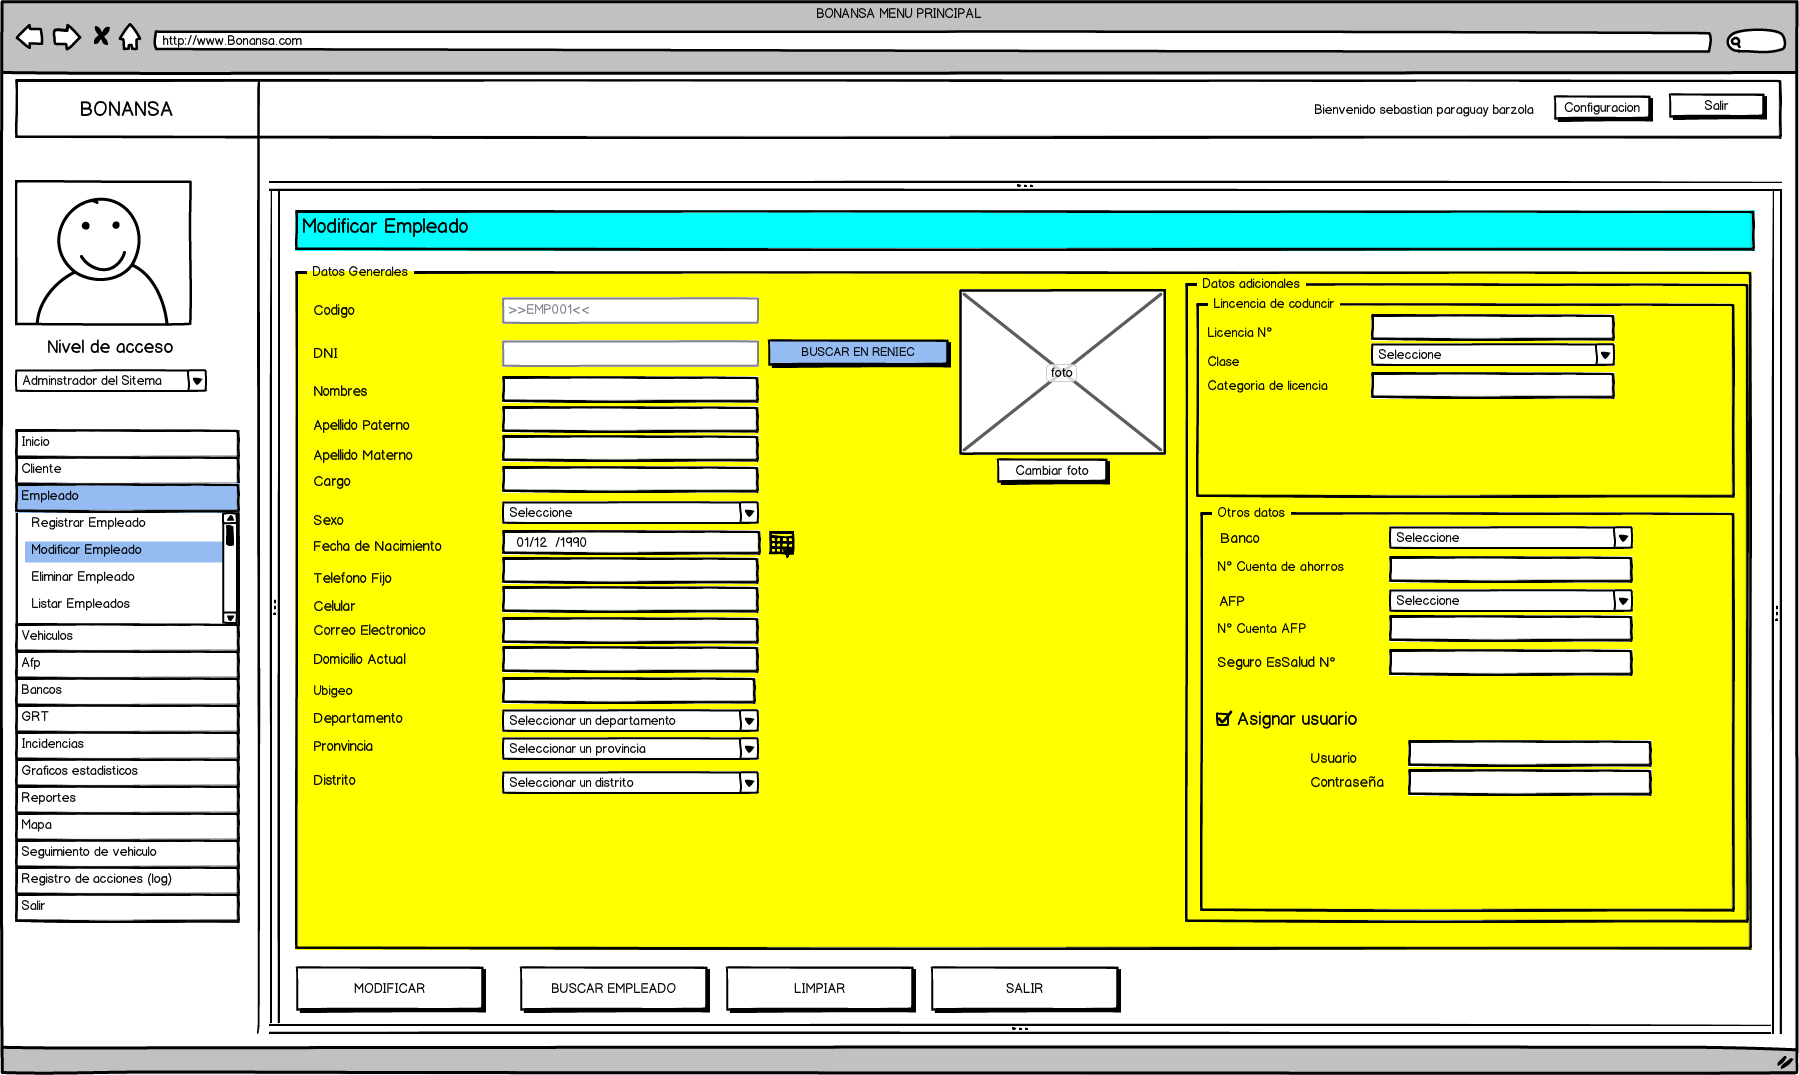 BONANSA MENU PRINCIPAL
http://www.Bonansa.com
BONANSA
Bienvenido sebastian paraguay barzola
Configuracion
Salir
Nivel de acceso
Adminstrador del Sitema
Inicio
Cliente
Empleado
Registrar Empleado
Modificar Empleado
Eliminar Empleado
Listar Empleados
Vehiculos
Afp
Bancos
GRT
Incidencias
Graficos estadisticos
Reportes
Mapa
Seguimiento de vehiculo
Registro de acciones (log)
Salir
Modificar Empleado
Datos Generales
Codigo
>>EMP001<<
DNI
BUSCAR EN RENIEC
Nombres
Apellido Paterno
Apellido Materno
Cargo
Sexo
Seleccione
Fecha de Nacimiento
01/12 /1990
Telefono Fijo
Celular
Correo Electronico
Domicilio Actual
Ubigeo
Departamento
Seleccionar un departamento
Pronvincia
Seleccionar un provincia
Distrito
Seleccionar un distrito
foto
Cambiar foto
Datos adicionales
Lincencia de coduncir
Licencia N°
Clase
Seleccione
Categoria de licencia
Otros datos
Banco
Seleccione
N° Cuenta de ahorros
AFP
Seleccione
N° Cuenta AFP
Seguro EsSalud N°
Asignar usuario
Usuario
Contraseña
MODIFICAR
BUSCAR EMPLEADO
LIMPIAR
SALIR